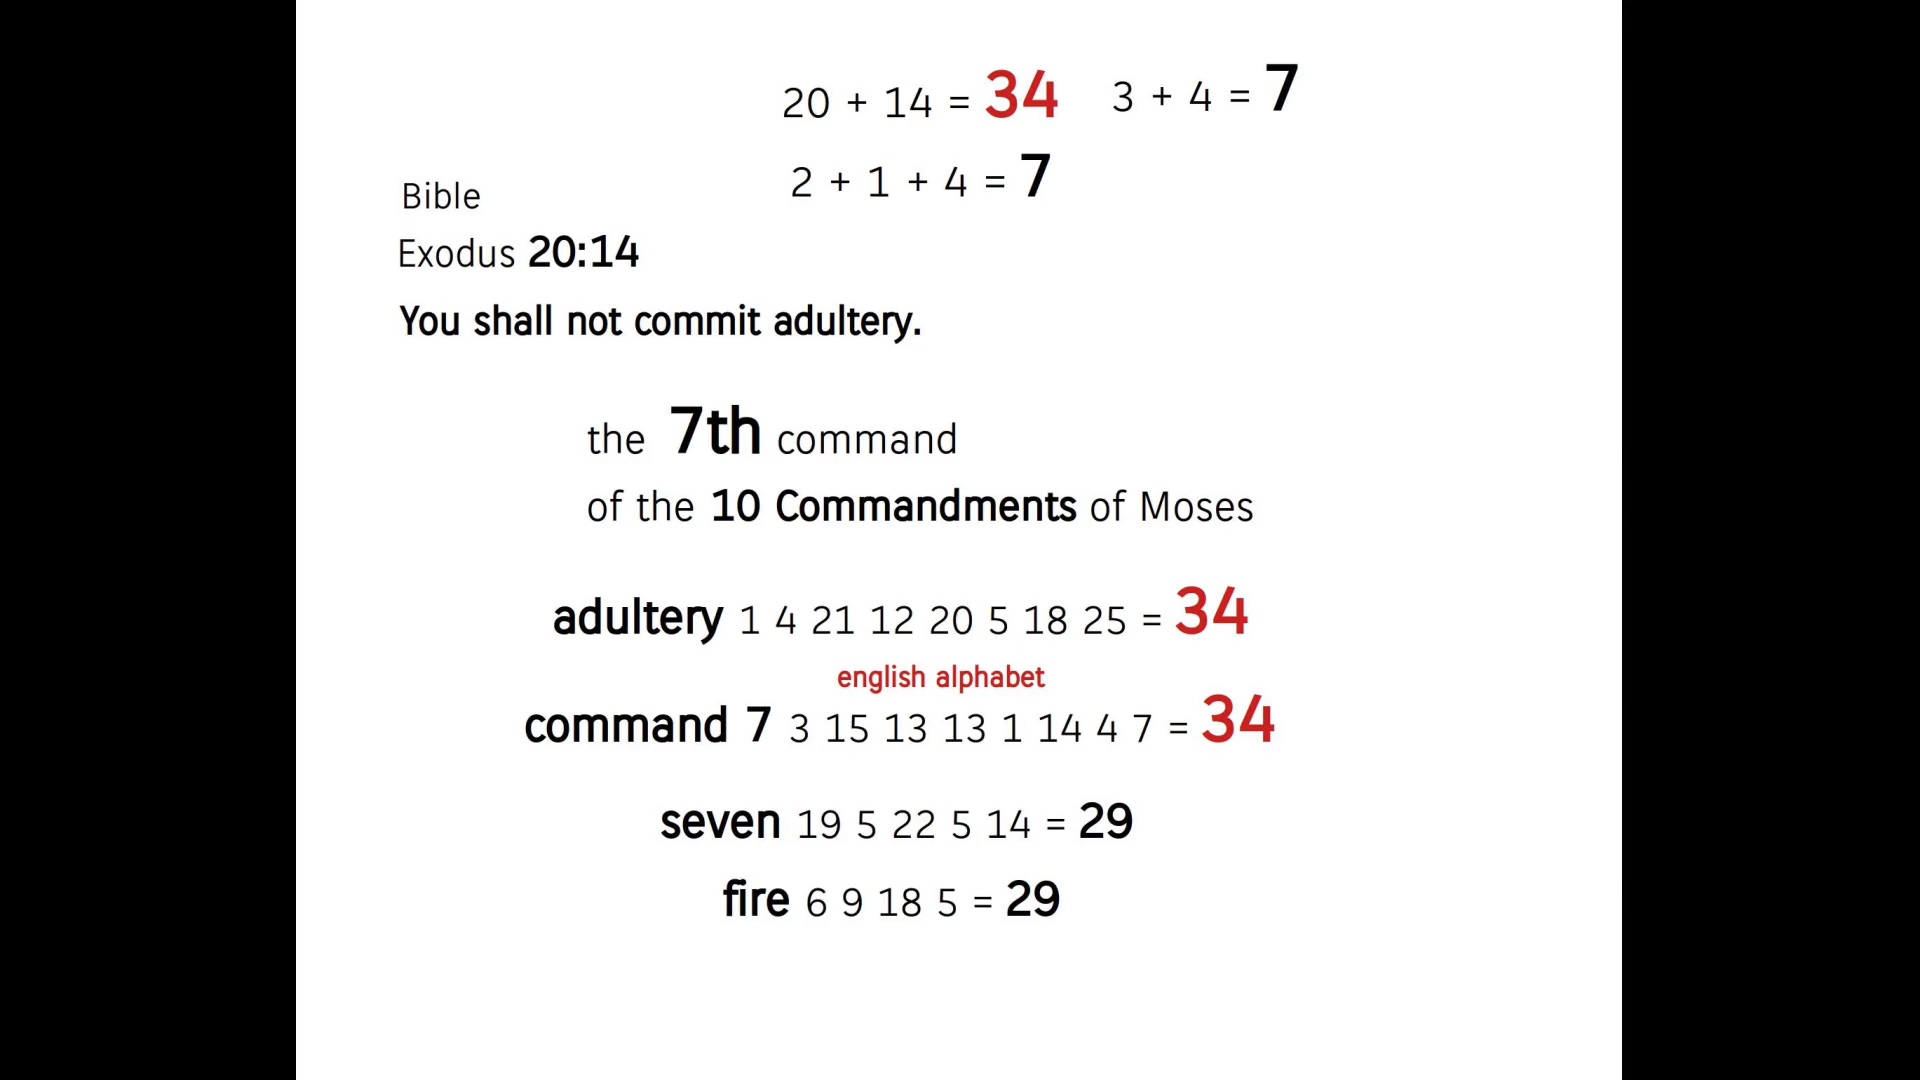 20 + 14 = 34 3 + 4 = 7
2 + 1 + 4 = 7
Bible
Exodus 20:14
You shall not commit adultery.
the 7th command
of the 10 Commandments of Moses
adultery 1 4 21 12 20 5 18 25 = 34
english alphabet
command 7 3 15 13 13 1 14 4 7 = 34
seven 19 5 22 5 14 = 29
fire 6 9 18 5 = 29